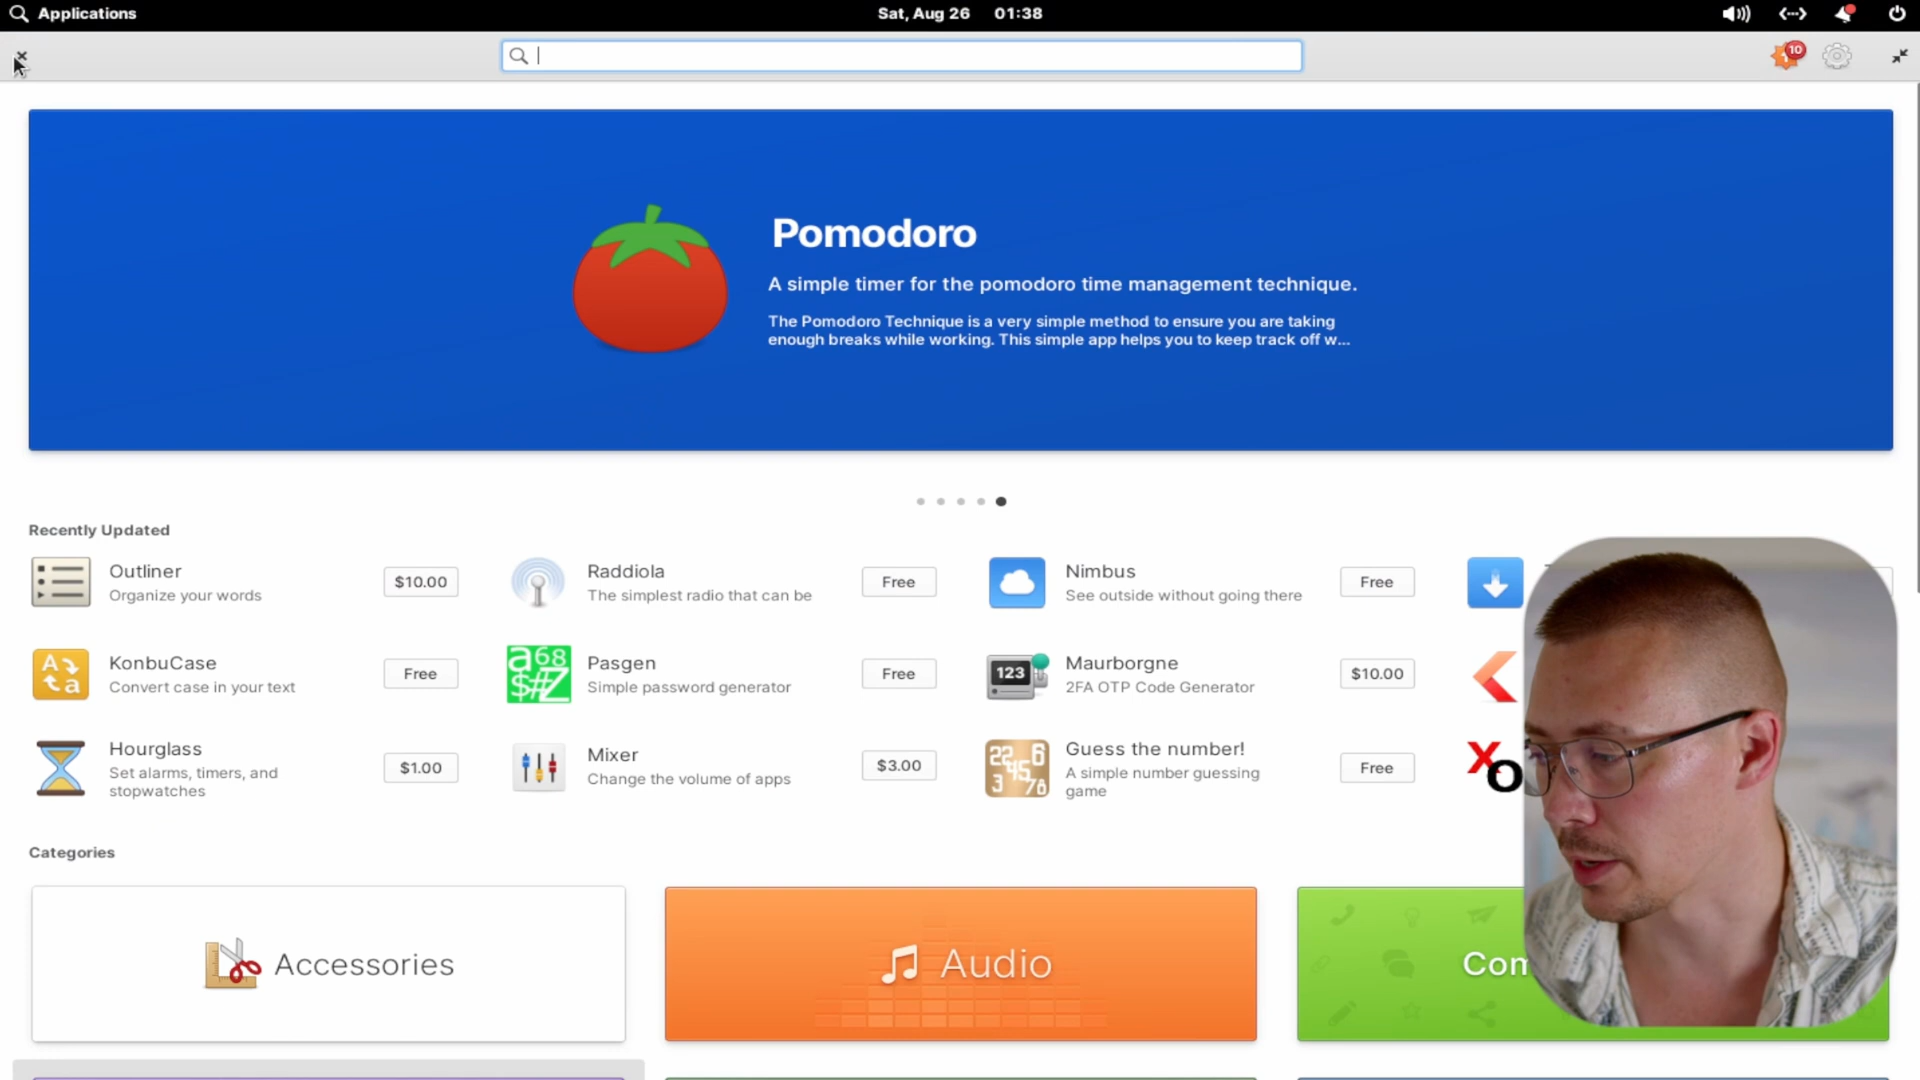 Applications
Sat, Aug 26 01:38
10
Pomodoro
A simple timer for the pomodoro time management technique.
The Pomodoro Technique is a very simple method to ensure you are taking
enough breaks while working. This simple app helps you to keep track off w...
Recently Updated
Outliner
Organize your words
$10.00
Raddiola
The simplest radio that can be
Free
Nimbus
See outside without going there
Free
KonbuCase
Convert case in your text
Free
Pasgen
Simple password generator
Free
123
Maurborgne
2FA OTP Code Generator
$10.00
Hourglass
Set alarms, timers, and
stopwatches
$1.00
Mixer
Change the volume of apps
$3.00
Guess the number!
A simple number guessing
game
Free
Categories
Accessories
Audio
Com